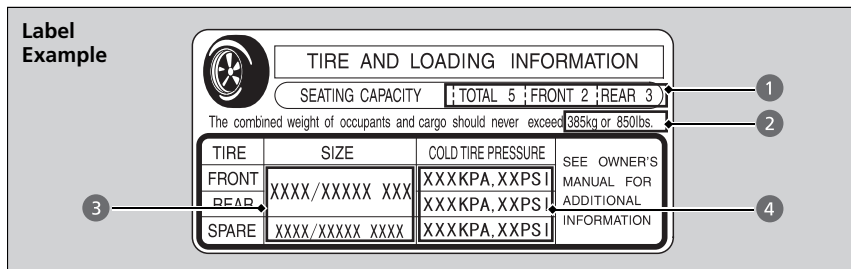 Label
Example
TIRE AND LOADING INFORMATION
SEATING CAPACITY TOTAL 5 FRONT 2 REAR 3
1
The combined weight of occupants and cargo should never exceed 385kg or 850lbs.
2
TIRE SIZE COLD TIRE PRESSURE
SEE OWNER'S
MANUAL FOR
ADDITIONAL
INFORMATION
FRONT XXXX/XXXXX XXX XXXKPA, XXPSI
REAR XXXKPA, XXPSI
SPARE XXXX/XXXXX XXXX XXXKPA, XXPSI
3
4